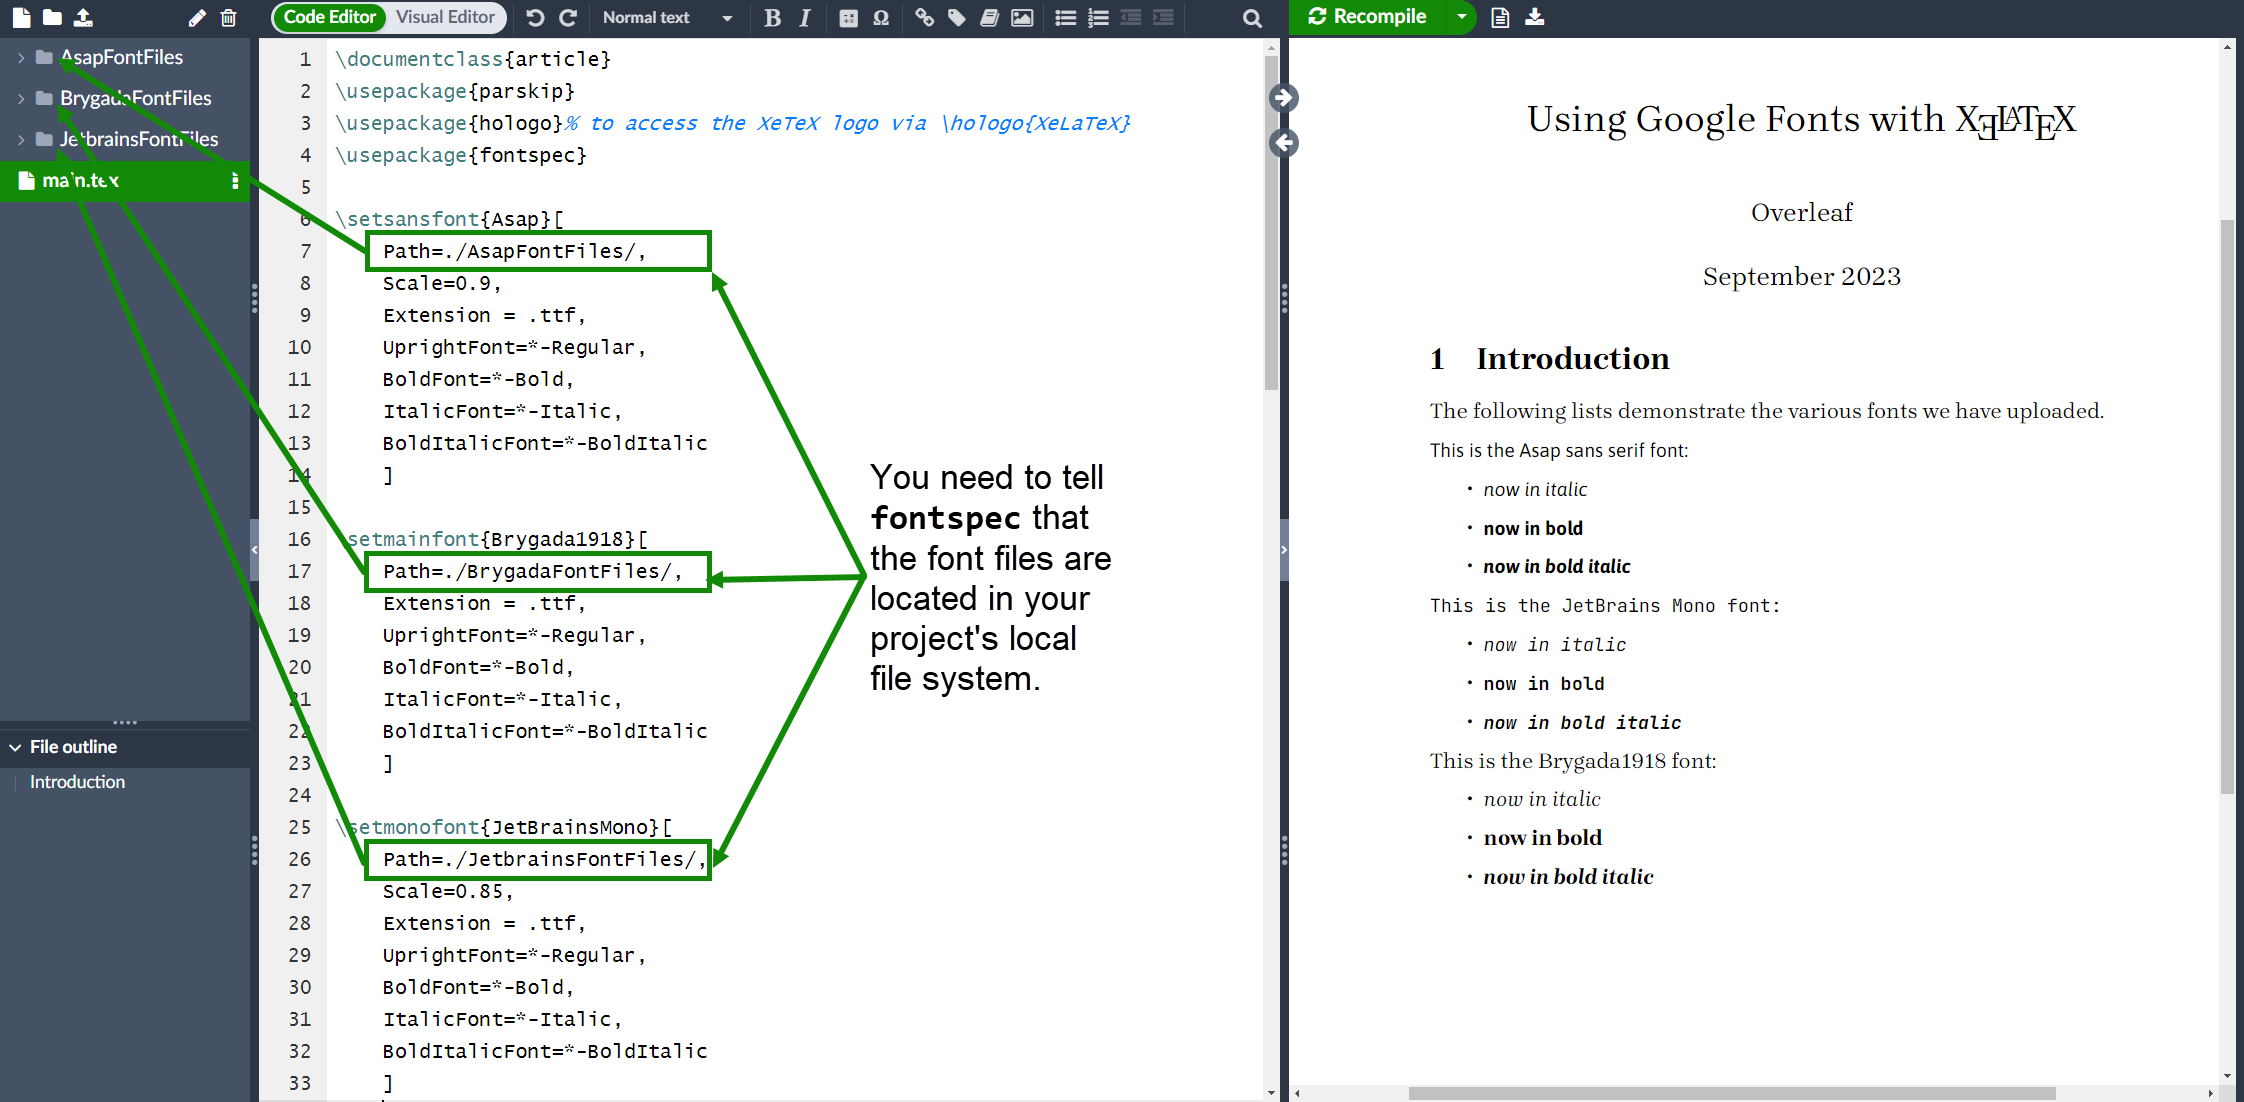 Code Editor
Visual Editor
Normal text
B I
Ω
Recompile
AsapFontFiles
BrygadaFontFiles
JetbrainsFontFiles
main.tex
File outline
Introduction
1 \documentclass{article}
2 \usepackage{parskip}
3 \usepackage{hologo}% to access the XeTeX logo via \hologo{XeLaTeX}
4 \usepackage{fontspec}
5
6 \setsansfont{Asap}[
7 Path=./AsapFontFiles/,
8 Scale=0.9,
9 Extension = .ttf,
10 UprightFont=*-Regular,
11 BoldFont=*-Bold,
12 ItalicFont=*-Italic,
13 BoldItalicFont=*-BoldItalic
14 ]
15
16 \setmainfont{Brygada1918}[
17 Path=./BrygadaFontFiles/,
18 Extension = .ttf,
19 UprightFont=*-Regular,
20 BoldFont=*-Bold,
21 ItalicFont=*-Italic,
22 BoldItalicFont=*-BoldItalic
23 ]
24
25 \setmonofont{JetBrainsMono}[
26 Path=./JetbrainsFontFiles/,
27 Scale=0.85,
28 Extension = .ttf,
29 UprightFont=*-Regular,
30 BoldFont=*-Bold,
31 ItalicFont=*-Italic,
32 BoldItalicFont=*-BoldItalic
33 ]
You need to tell
fontspec that
the font files are
located in your
project's local
file system.
Using Google Fonts with XƎLATEX
Overleaf
September 2023
1 Introduction
The following lists demonstrate the various fonts we have uploaded.
This is the Asap sans serif font:
• now in italic
• now in bold
• now in bold italic
This is the JetBrains Mono font:
• now in italic
• now in bold
• now in bold italic
This is the Brygada1918 font:
• now in italic
• now in bold
• now in bold italic